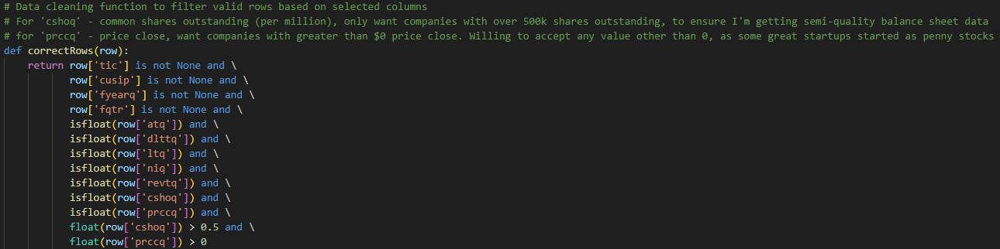 # Data cleaning function to filter valid rows based on selected columns
# For 'cshoq' - common shares outstanding (per million), only want companies with over 500k shares outstanding, to ensure I'm getting semi-quality balance sheet data
# for 'prccq' - price close, want companies with greater than $0 price close. Willing to accept any value other than 0, as some great startups started as penny stocks
def correctRows(row):
    return row['tic'] is not None and \
           row['cusip'] is not None and \
           row['fyearq'] is not None and \
           row['fqtr'] is not None and \
           isfloat(row['atq']) and \
           isfloat(row['dlttq']) and \
           isfloat(row['ltq']) and \
           isfloat(row['niq']) and \
           isfloat(row['revtq']) and \
           isfloat(row['cshoq']) and \
           isfloat(row['prccq']) and \
           float(row['cshoq']) > 0.5 and \
           float(row['prccq']) > 0